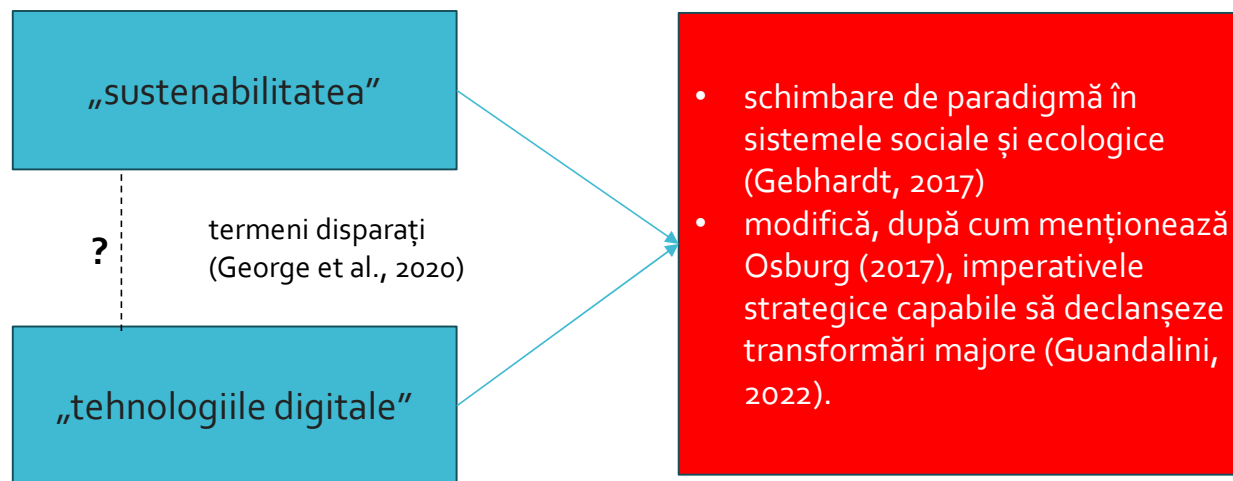 „sustenabilitatea”
?
termeni disparați
(George et al., 2020)
„tehnologiile digitale”
• schimbare de paradigmă în
sistemele sociale și ecologice
(Gebhardt, 2017)
• modifică, după cum menționează
Osburg (2017), imperativele
strategice capabile să declanșeze
transformări majore (Guandalini,
2022).